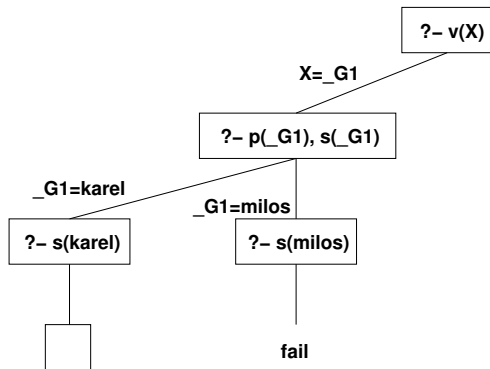 ?– v(X)
X=_G1
?– p(_G1), s(_G1)
_G1=karel
_G1=milos
?– s(karel)
?– s(milos)
fail